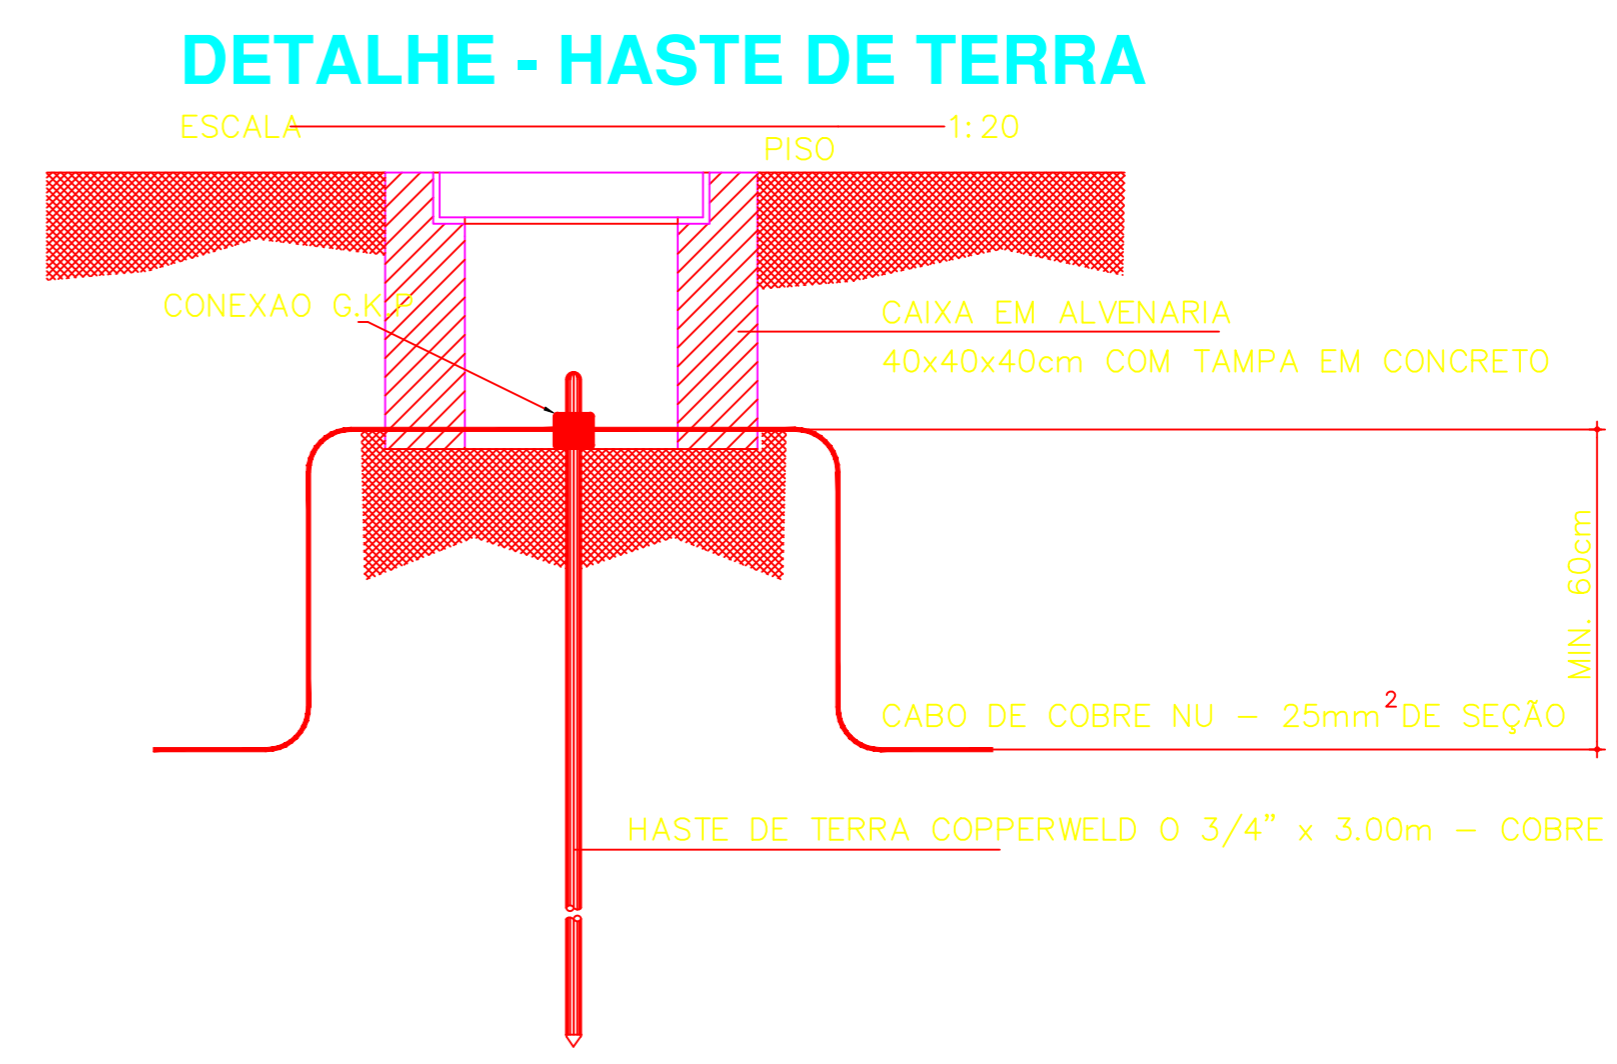 DETALHE - HASTE DE TERRA
ESCALA 1:20
PISO
CONEXAO G.K.P
CAIXA EM ALVENARIA
40x40x40cm COM TAMPA EM CONCRETO
MIN. 60cm
CABO DE COBRE NU - 25mm² DE SEÇÃO
HASTE DE TERRA COPPERWELD O 3/4” x 3.00m - COBRE